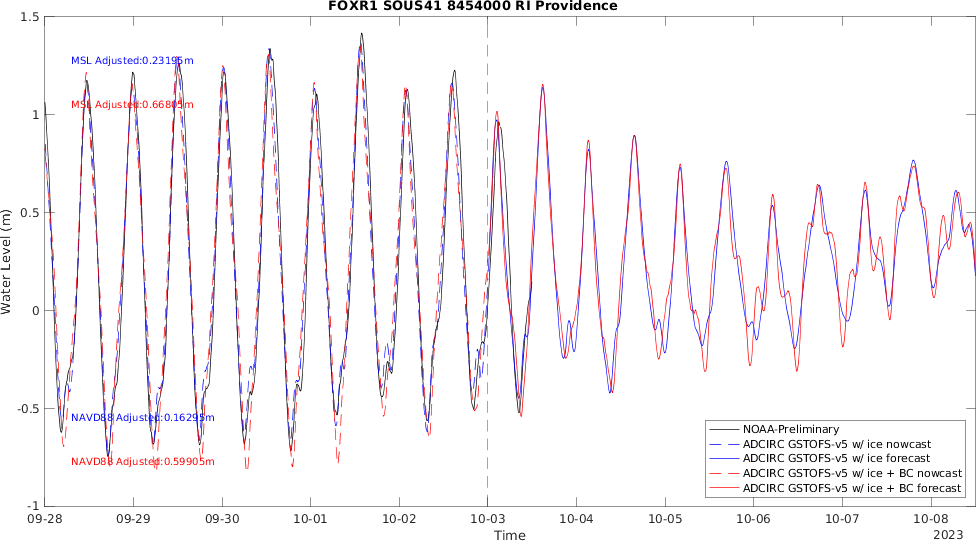 FOXR1 SOUS41 8454000 RI Providence
1.5
1
0.5
0
-0.5
-1
Water Level (m)
MSL Adjusted:0.23195m
MSL Adjusted:0.66805m
NAVD88 Adjusted:0.16295m
NAVD88 Adjusted:0.59905m
NOAA-Preliminary
ADCIRC GSTOFS-v5 w/ ice nowcast
ADCIRC GSTOFS-v5 w/ ice forecast
ADCIRC GSTOFS-v5 w/ ice + BC nowcast
ADCIRC GSTOFS-v5 w/ ice + BC forecast
09-28 09-29 09-30 10-01 10-02 10-03 10-04 10-05 10-06 10-07 10-08
Time
2023